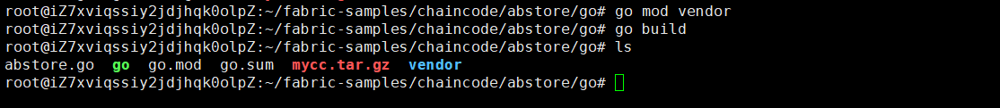 root@iZ7xviqssiy2jdjhqk0olpZ:~/fabric-samples/chaincode/abstore/go# go mod vendor
root@iZ7xviqssiy2jdjhqk0olpZ:~/fabric-samples/chaincode/abstore/go# go build
root@iZ7xviqssiy2jdjhqk0olpZ:~/fabric-samples/chaincode/abstore/go# ls
abstore.go  go  go.mod  go.sum  mycc.tar.gz  vendor
root@iZ7xviqssiy2jdjhqk0olpZ:~/fabric-samples/chaincode/abstore/go#